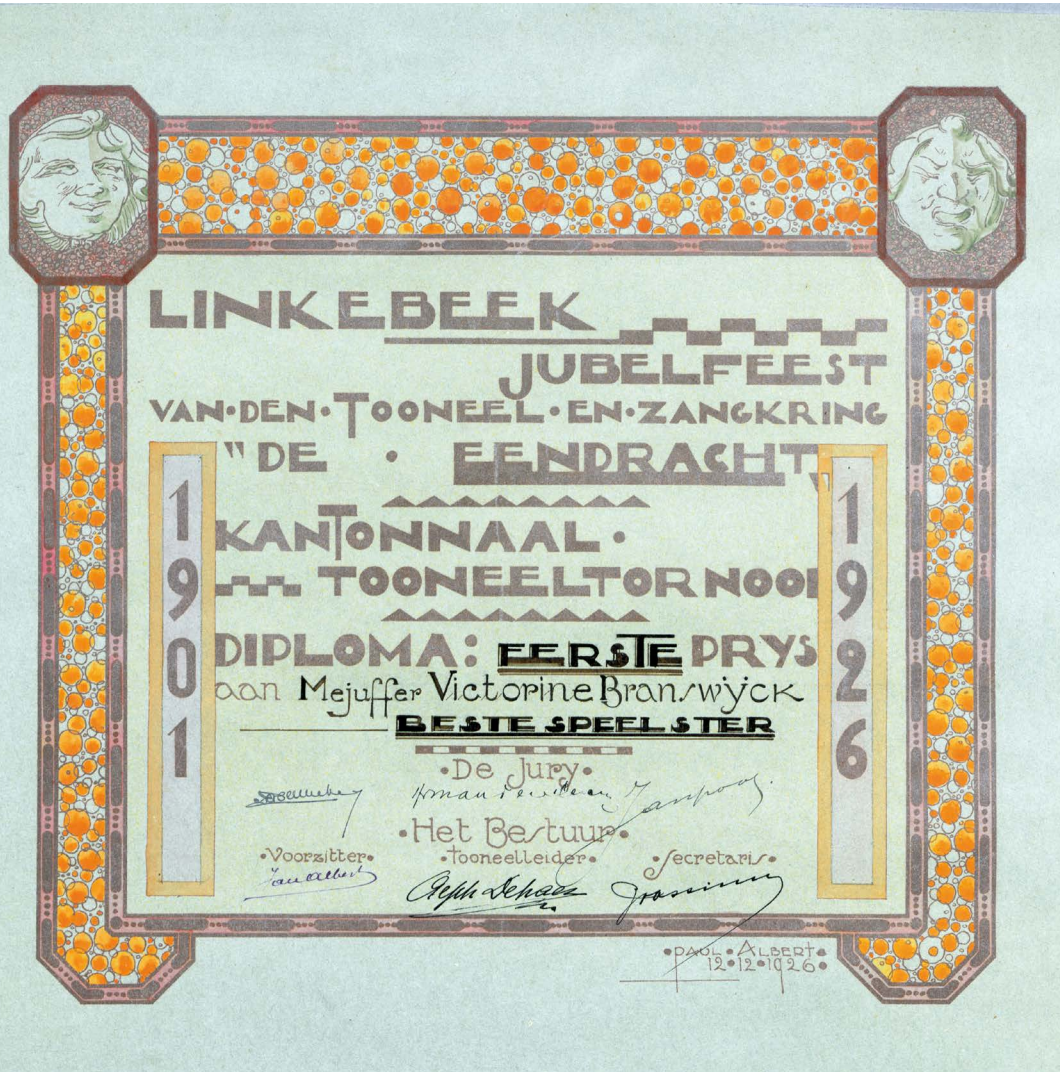 LINKEBEEK
JUBELFEEST
VAN•DEN•TOONEEL•EN•ZANGKRING
"DE • EENDRACHT„
KANTONNAAL•
TOONEELTORNOOI
DIPLOMA: EERSTE PRYS
aan Mejuffer Victorine Branswÿck
BESTE SPEELSTER
1901
1926
•De Jury•
•Het Bestuur•
•Voorzitter• •Tooneelleider• •Secretaris•
Jan Albert
•PAUL•ALBERT•
12•12•1926•